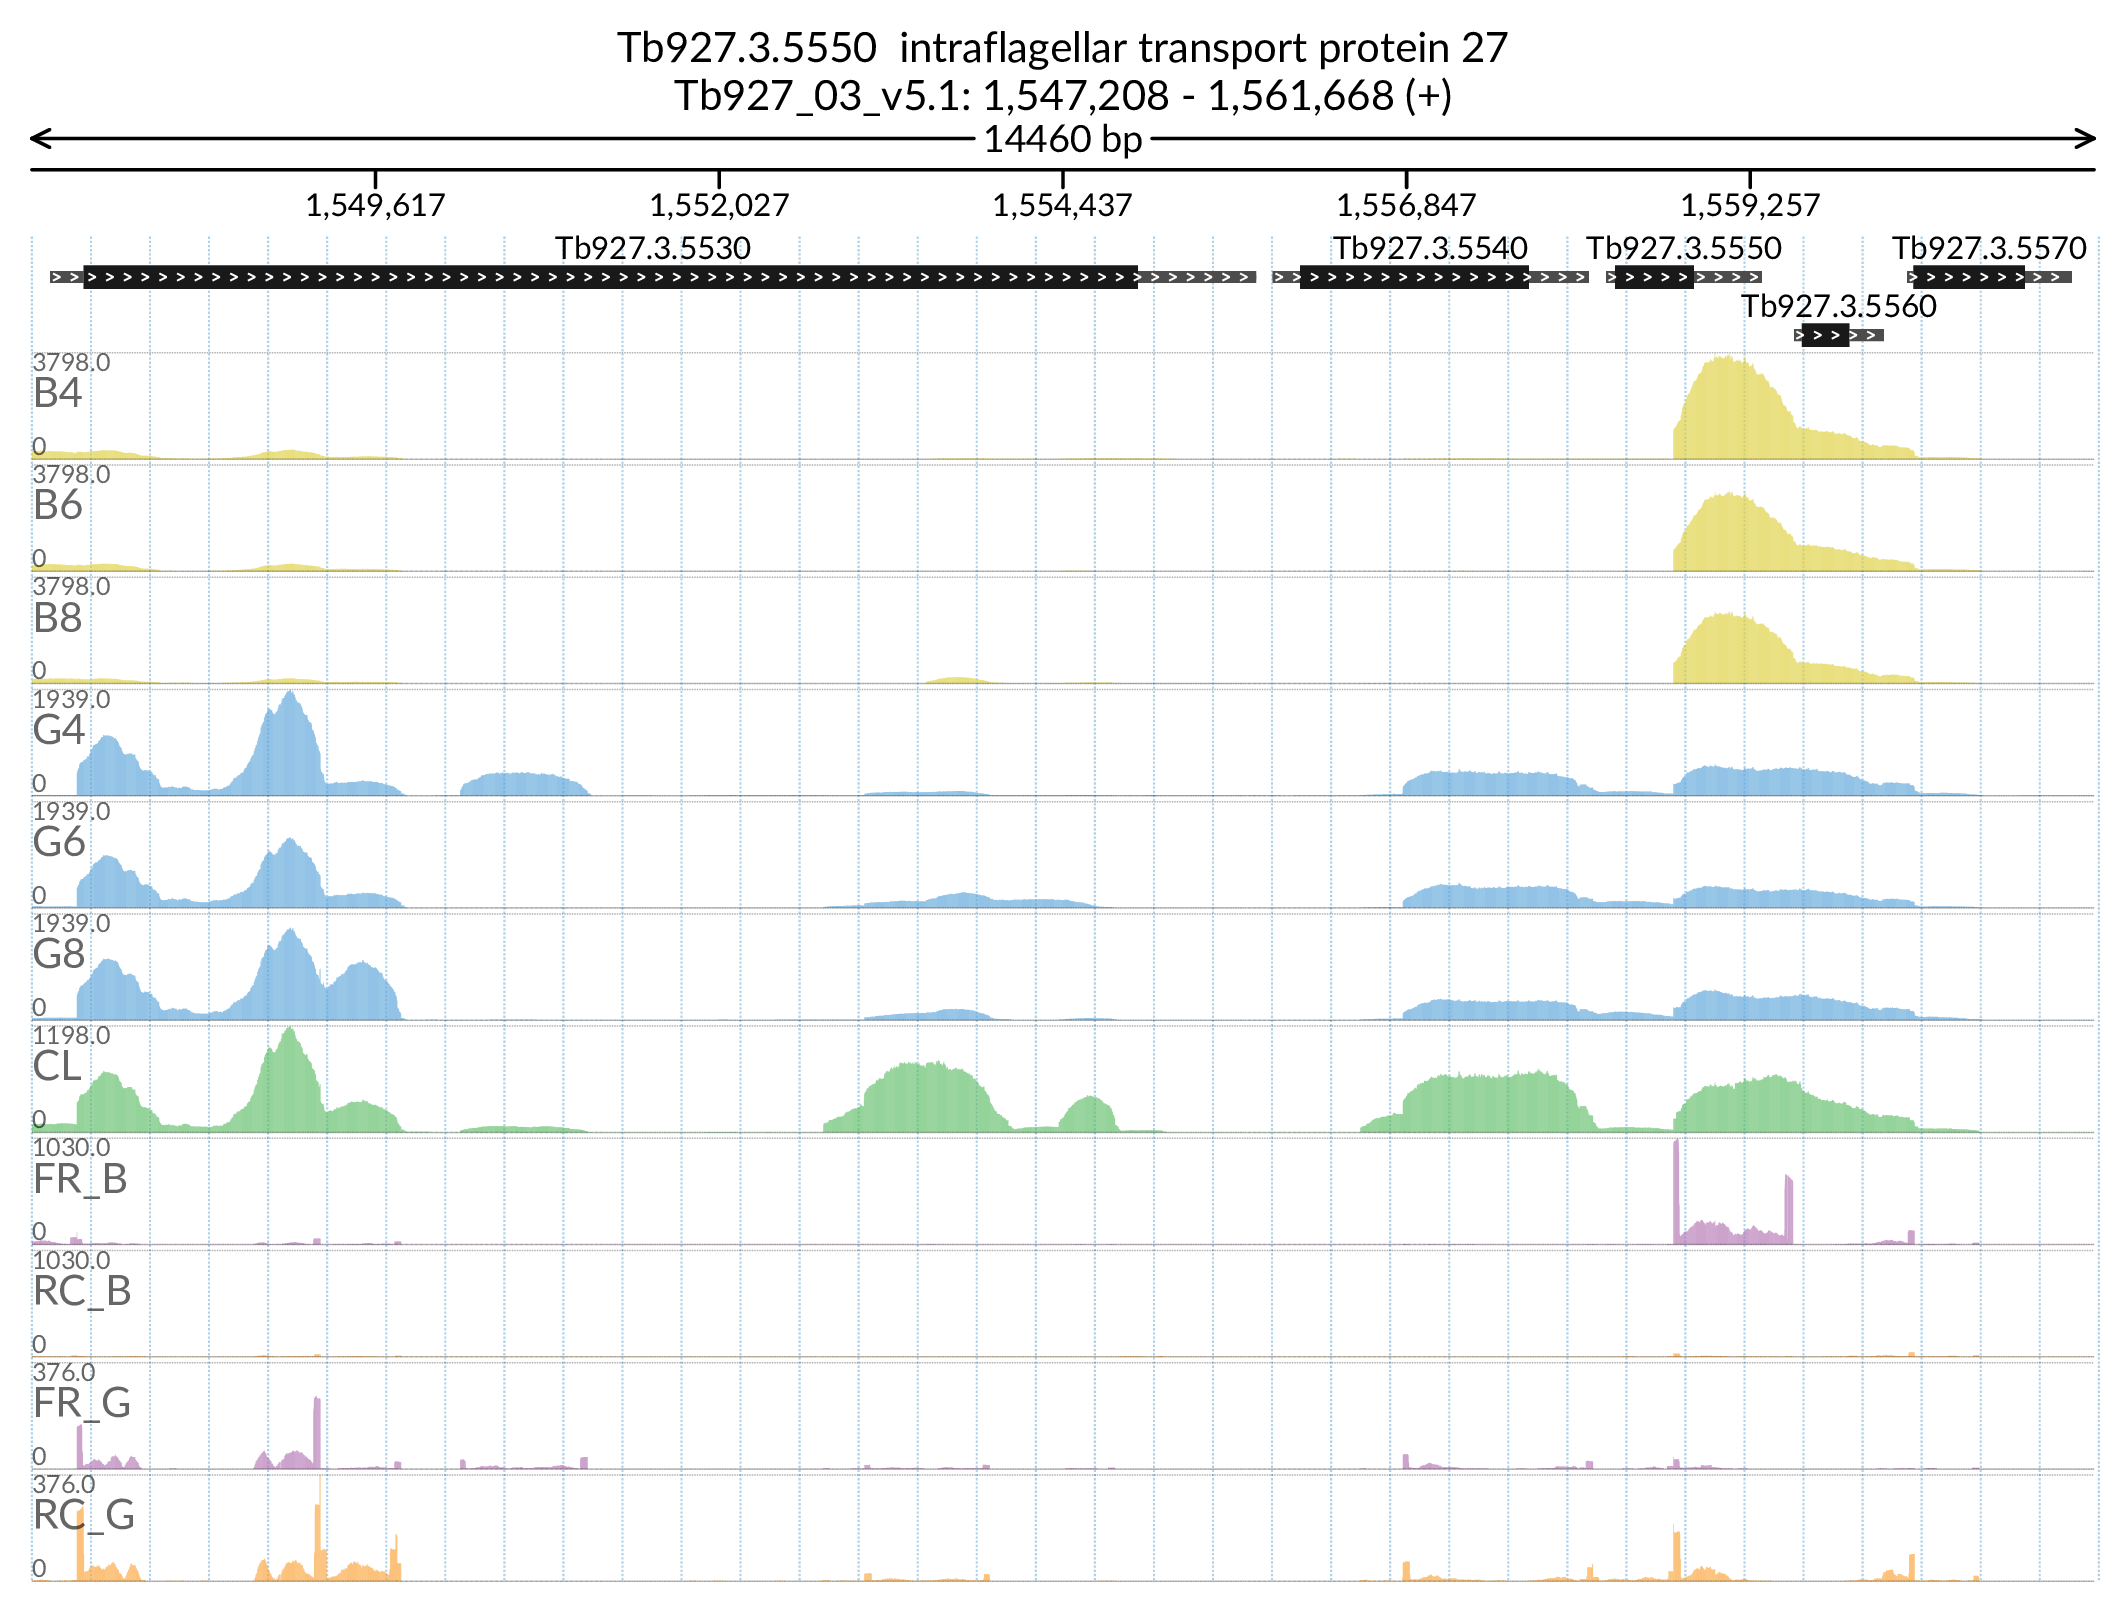 Tb927.3.5550 intraflagellar transport protein 27
Tb927_03_v5.1: 1,547,208 - 1,561,668 (+)
14460 bp
1,549,617 1,552,027 1,554,437 1,556,847 1,559,257
Tb927.3.5530 Tb927.3.5540 Tb927.3.5550 Tb927.3.5570
Tb927.3.5560
3798.0
B4
0
3798.0
B6
0
3798.0
B8
0
1939.0
G4
0
1939.0
G6
0
1939.0
G8
0
1198.0
CL
0
1030.0
FR_B
0
1030.0
RC_B
0
376.0
FR_G
0
376.0
RC_G
0